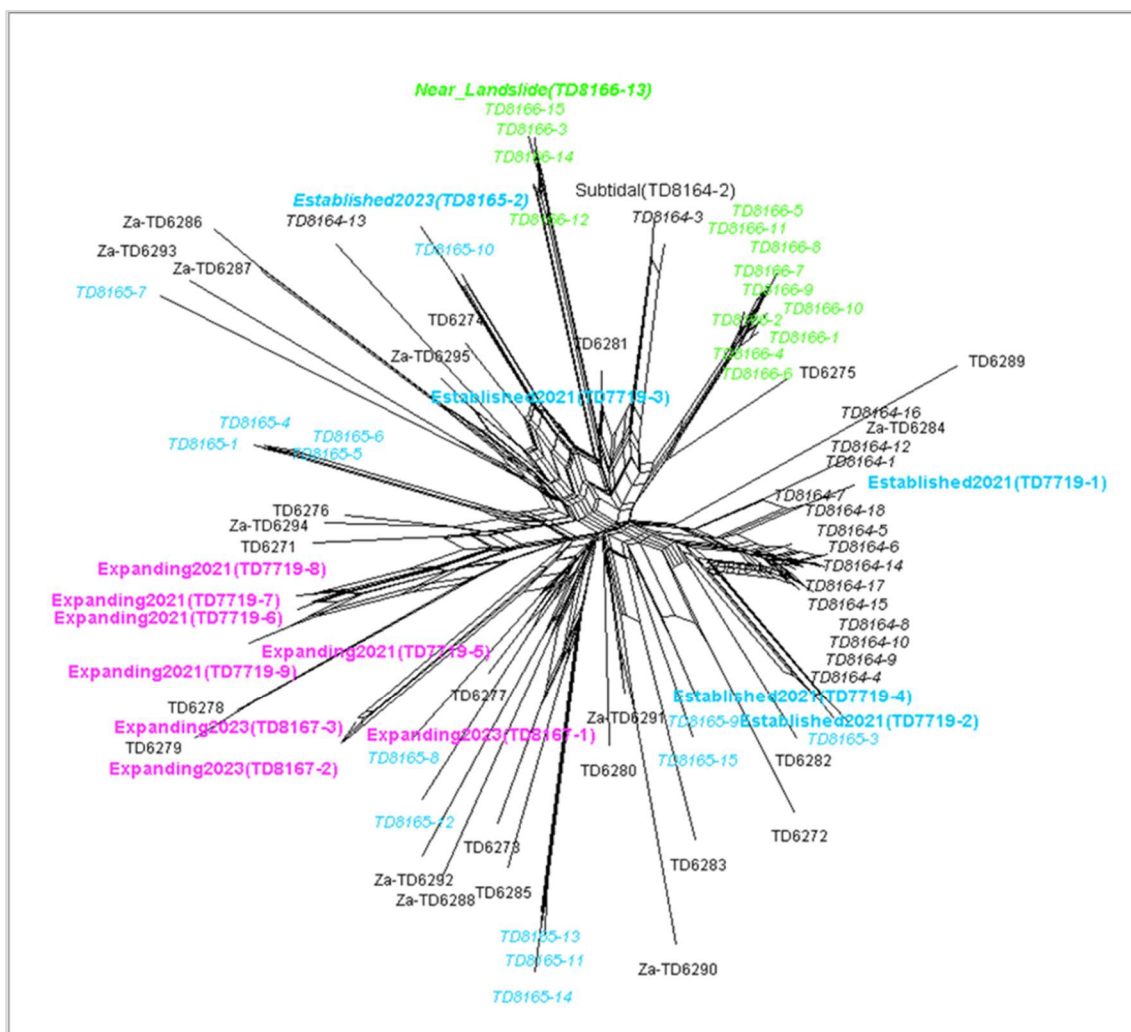 Near_Landslide(TD8166-13)
TD8166-15
TD8166-3
TD8166-14
Subtidal(TD8164-2)
Established2023(TD8165-2)
TD8166-12
TD8164-3
TD8166-5
Za-TD6286
TD8164-13
TD8166-11
Za-TD6293
TD8165-10
TD8166-8
Za-TD6287
TD8166-7
TD8165-7
TD8166-9
TD8166-10
TD6274
TD8166-2
TD6281
TD8166-1
Za-TD6295
TD8166-4
TD6289
TD8166-6
TD6275
Established2021(TD7719-3)
TD8164-16
TD8165-4
Za-TD6284
TD8165-1
TD8165-6
TD8164-12
TD8165-5
TD8164-1
Established2021(TD7719-1)
TD8164-7
TD6276
TD8164-18
Za-TD6294
TD8164-5
TD6271
TD8164-6
Expanding2021(TD7719-8)
TD8164-14
TD8164-17
Expanding2021(TD7719-7)
TD8164-15
Expanding2021(TD7719-6)
TD8164-8
TD8164-10
Expanding2021(TD7719-5)
TD8164-9
Expanding2021(TD7719-9)
TD8164-4
TD6277
Established2021(TD7719-4)
TD6278
Za-TD6291
TD8165-9
Established2021(TD7719-2)
Expanding2023(TD8167-3)
Expanding2023(TD8167-1)
TD8165-3
TD6279
TD8165-8
TD8165-15
TD6282
Expanding2023(TD8167-2)
TD6280
TD8165-12
TD6272
TD6273
TD6283
Za-TD6292
TD6285
Za-TD6288
TD8165-13
TD8165-11
Za-TD6290
TD8165-14